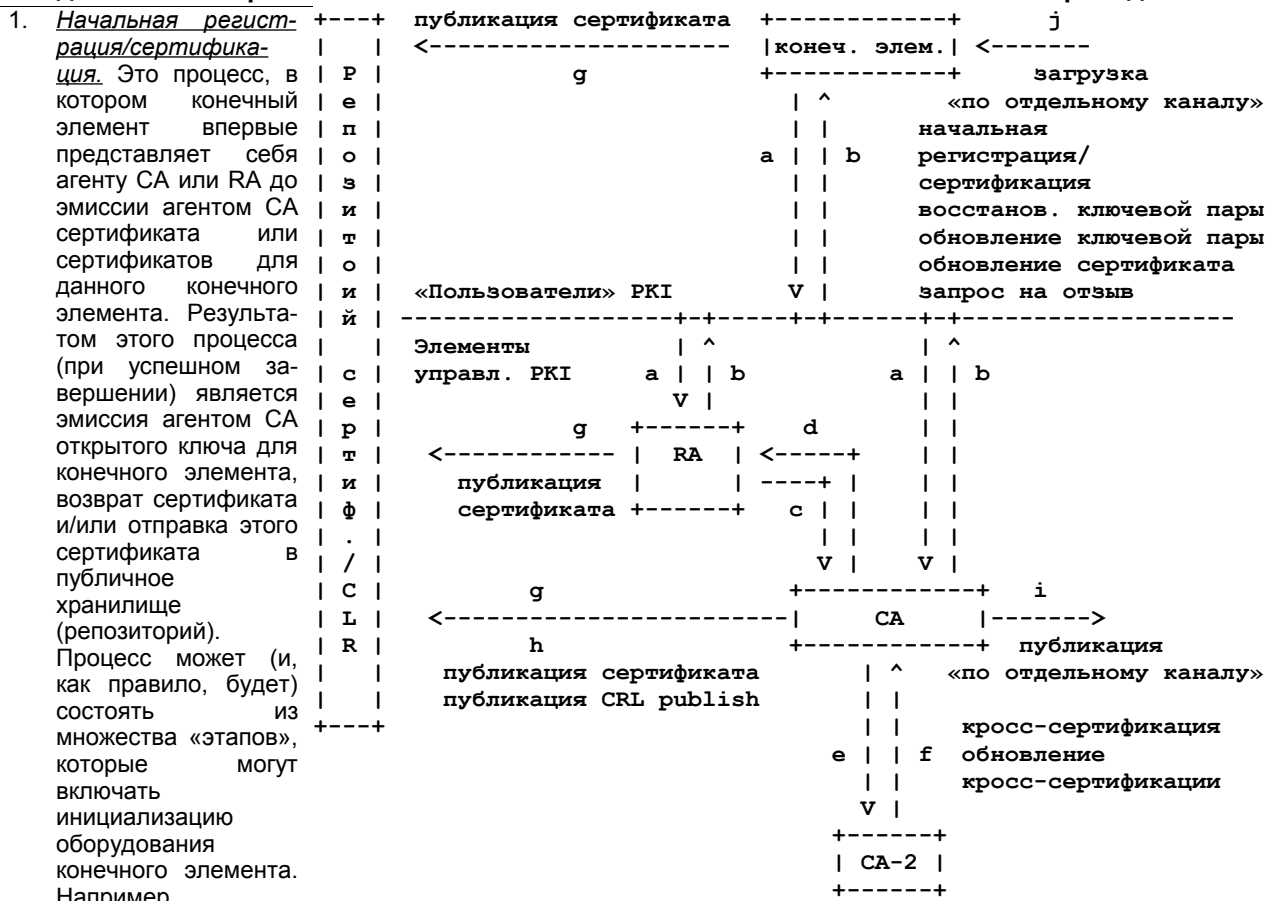 1. Начальная регист-
рация/сертифика-
ция. Это процесс, в
котором конечный
элемент впервые
представляет себя
агенту CA или RA до
эмиссии агентом CA
сертификата или
сертификатов для
данного конечного
элемента. Результа-
том этого процесса
(при успешном за-
вершении) является
эмиссия агентом CA
открытого ключа для
конечного элемента,
возврат сертификата
и/или отправка этого
сертификата в
публичное
хранилище
(репозиторий).
Процесс может (и,
как правило, будет)
состоять из
множества «этапов»,
которые могут
включать
инициализацию
оборудования
конечного элемента.
Например
+---+ публикация сертификата +------------+ j
| | <--------------------- |конеч. элем.| <-------
| Р | g +------------+ загрузка
| е | | ^ «по отдельному каналу»
| п | | | начальная
| о | a | | b регистрация/
| з | | | сертификация
| и | | | восстанов. ключевой пары
| т | | | обновление ключевой пары
| о | | | обновление сертификата
| и | «Пользователи» PKI V | запрос на отзыв
| й | -------------------+-+-----+-+------+-+-------------------
| | Элементы | ^ | ^
| с | управл. PKI a | | b a | | b
| е | V | | |
| р | g +------+ d | |
| т | <------------ | RA | <-----+ | |
| и | публикация | | ----+ | | |
| ф | сертификата +------+ c | | | |
| . | | | | |
| / | V | V |
| C | g +------------+ i
| L | <------------------------| CA |------->
| R | h +------------+ публикация
| | публикация сертификата | ^ «по отдельному каналу»
| | публикация CRL publish | |
+---+ | | кросс-сертификация
e | | f обновление
| | кросс-сертификации
V |
+------+
| CA-2 |
+------+